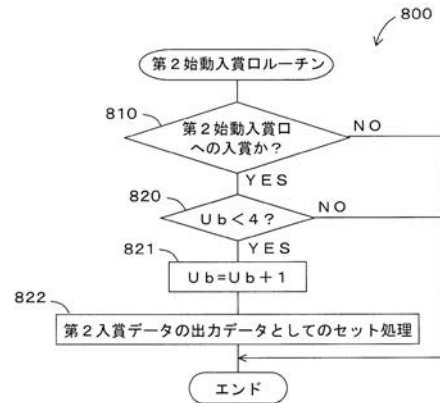 800
第2始動入賞口ルーチン
810
第2始動入賞口
への入賞か？
NO
YES
820
Ub<4？
NO
YES
821
Ub=Ub+1
822
第2入賞データの出力データとしてのセット処理
エンド